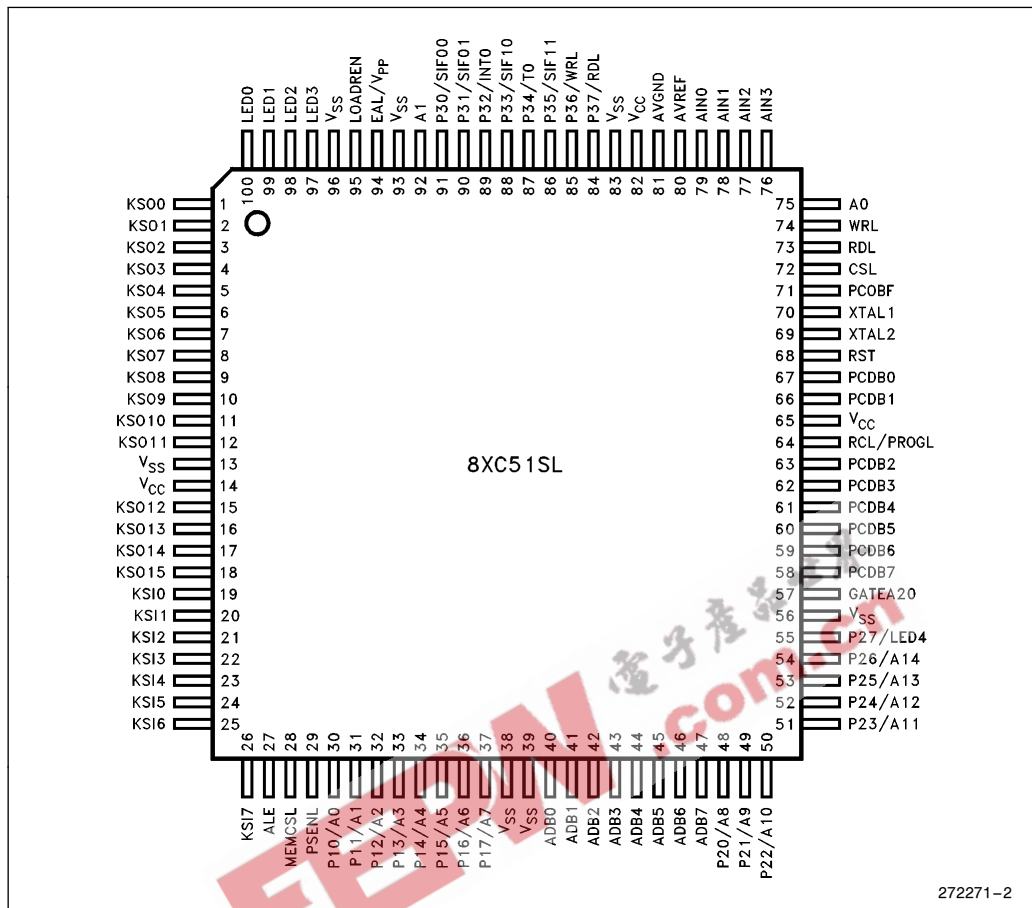 LED0
LED1
LED2
LED3
VSS
LOADREN
EAL/VPP
VSS
A1
P30/SIF00
P31/SIF01
P32/INT0
P33/SIF10
P34/T0
P35/SIF11
P36/WRL
P37/RDL
VSS
VCC
AVGND
AVREF
AIN0
AIN1
AIN2
AIN3
100
99
98
97
96
95
94
93
92
91
90
89
88
87
86
85
84
83
82
81
80
79
78
77
76
KSO0 1
KSO1 2
KSO2 3
KSO3 4
KSO4 5
KSO5 6
KSO6 7
KSO7 8
KSO8 9
KSO9 10
KSO10 11
KSO11 12
VSS 13
VCC 14
KSO12 15
KSO13 16
KSO14 17
KSO15 18
KSI0 19
KSI1 20
KSI2 21
KSI3 22
KSI4 23
KSI5 24
KSI6 25
8XC51SL
75 A0
74 WRL
73 RDL
72 CSL
71 PCOBF
70 XTAL1
69 XTAL2
68 RST
67 PCDB0
66 PCDB1
65 VCC
64 RCL/PROGL
63 PCDB2
62 PCDB3
61 PCDB4
60 PCDB5
59 PCDB6
58 PCDB7
57 GATEA20
56 VSS
55 P27/LED4
54 P26/A14
53 P25/A13
52 P24/A12
51 P23/A11
26
27
28
29
30
31
32
33
34
35
36
37
38
39
40
41
42
43
44
45
46
47
48
49
50
KSI7
ALE
MEMCSL
PSENL
P10/A0
P11/A1
P12/A2
P13/A3
P14/A4
P15/A5
P16/A6
P17/A7
VSS
VSS
ADB0
ADB1
ADB2
ADB3
ADB4
ADB5
ADB6
ADB7
P20/A8
P21/A9
P22/A10
電子產品世界
EEPW.com.cn
272271-2